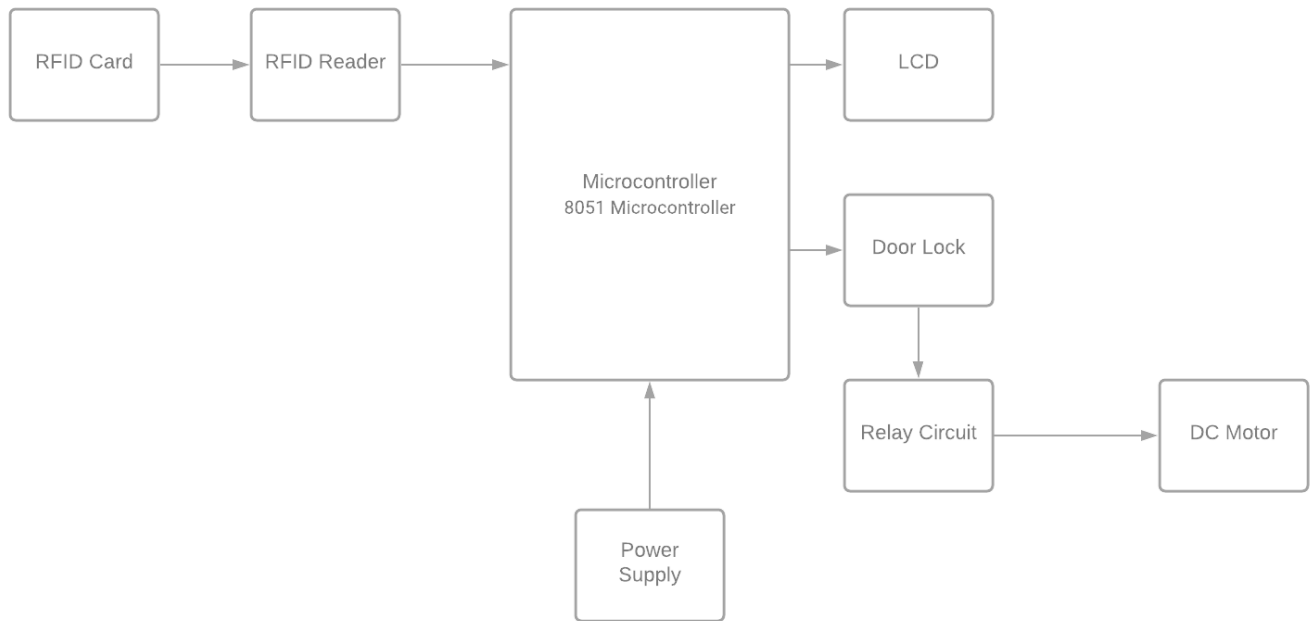 RFID Card
RFID Reader
LCD
Microcontroller
8051 Microcontroller
Door Lock
Relay Circuit
DC Motor
Power
Supply